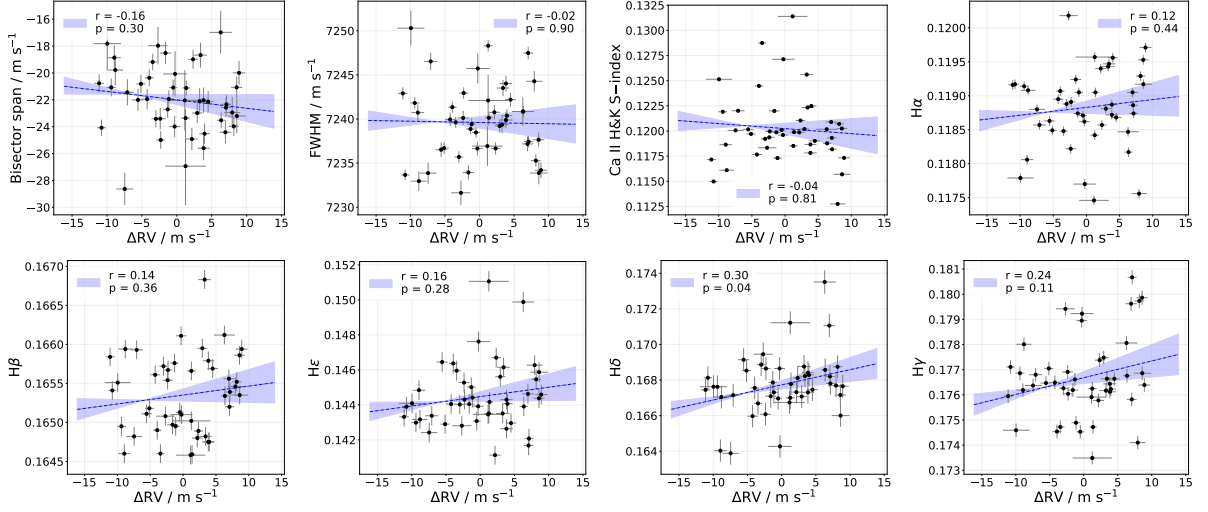 r = -0.16
p = 0.30
−16
−18
−20
−22
−24
−26
−28
−30
Bisector span / m s⁻¹
−15 −10 −5 0 5 10 15
ΔRV / m s⁻¹
r = -0.02
p = 0.90
7250
7245
7240
7235
7230
FWHM / m s⁻¹
−15 −10 −5 0 5 10 15
ΔRV / m s⁻¹
0.1325
0.1300
0.1275
0.1250
0.1225
0.1200
0.1175
0.1150
0.1125
Ca II H&K S−index
r = -0.04
p = 0.81
−15 −10 −5 0 5 10 15
ΔRV / m s⁻¹
r = 0.12
p = 0.44
0.1200
0.1195
0.1190
0.1185
0.1180
0.1175
Hα
−15 −10 −5 0 5 10 15
ΔRV / m s⁻¹
r = 0.14
p = 0.36
0.1670
0.1665
0.1660
0.1655
0.1650
0.1645
Hβ
−15 −10 −5 0 5 10 15
ΔRV / m s⁻¹
r = 0.16
p = 0.28
0.152
0.150
0.148
0.146
0.144
0.142
Hε
−15 −10 −5 0 5 10 15
ΔRV / m s⁻¹
r = 0.30
p = 0.04
0.174
0.172
0.170
0.168
0.166
0.164
Hδ
−15 −10 −5 0 5 10 15
ΔRV / m s⁻¹
r = 0.24
p = 0.11
0.181
0.180
0.179
0.178
0.177
0.176
0.175
0.174
0.173
Hγ
−15 −10 −5 0 5 10 15
ΔRV / m s⁻¹